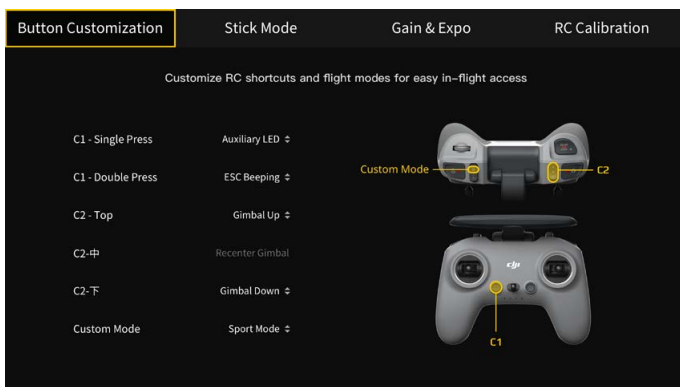 Button Customization Stick Mode Gain & Expo RC Calibration
Customize RC shortcuts and flight modes for easy in-flight access
C1 - Single Press Auxiliary LED
C1 - Double Press ESC Beeping
C2 - Top Gimbal Up
C2-中 Recenter Gimbal
C2-下 Gimbal Down
Custom Mode Sport Mode
Custom Mode C2
dji
C1